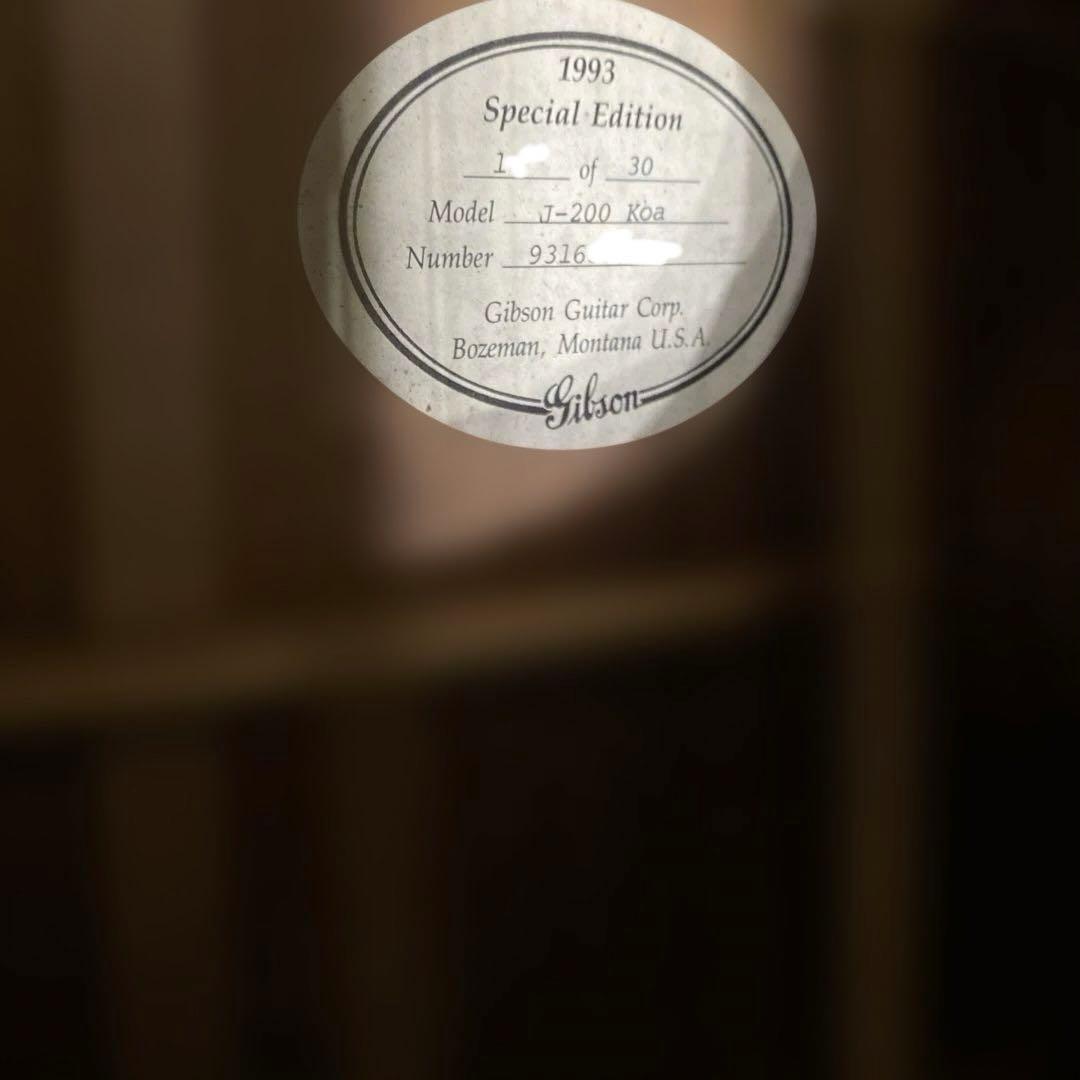 1993
Special Edition
1 of 30
Model J-200 Koa
Number 9316
Gibson Guitar Corp.
Bozeman, Montana U.S.A.
Gibson